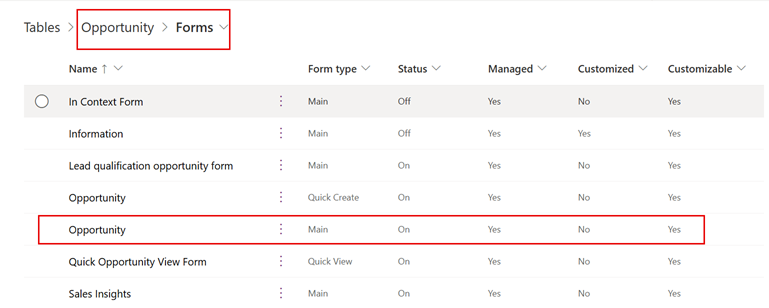 Tables > Opportunity > Forms
Name ↑ Form type Status Managed Customized Customizable
In Context Form Main Off Yes No Yes
Information Main Off Yes Yes Yes
Lead qualification opportunity form Main On Yes No Yes
Opportunity Quick Create On Yes No Yes
Opportunity Main On Yes No Yes
Quick Opportunity View Form Quick View On Yes No Yes
Sales Insights Main On Yes No Yes